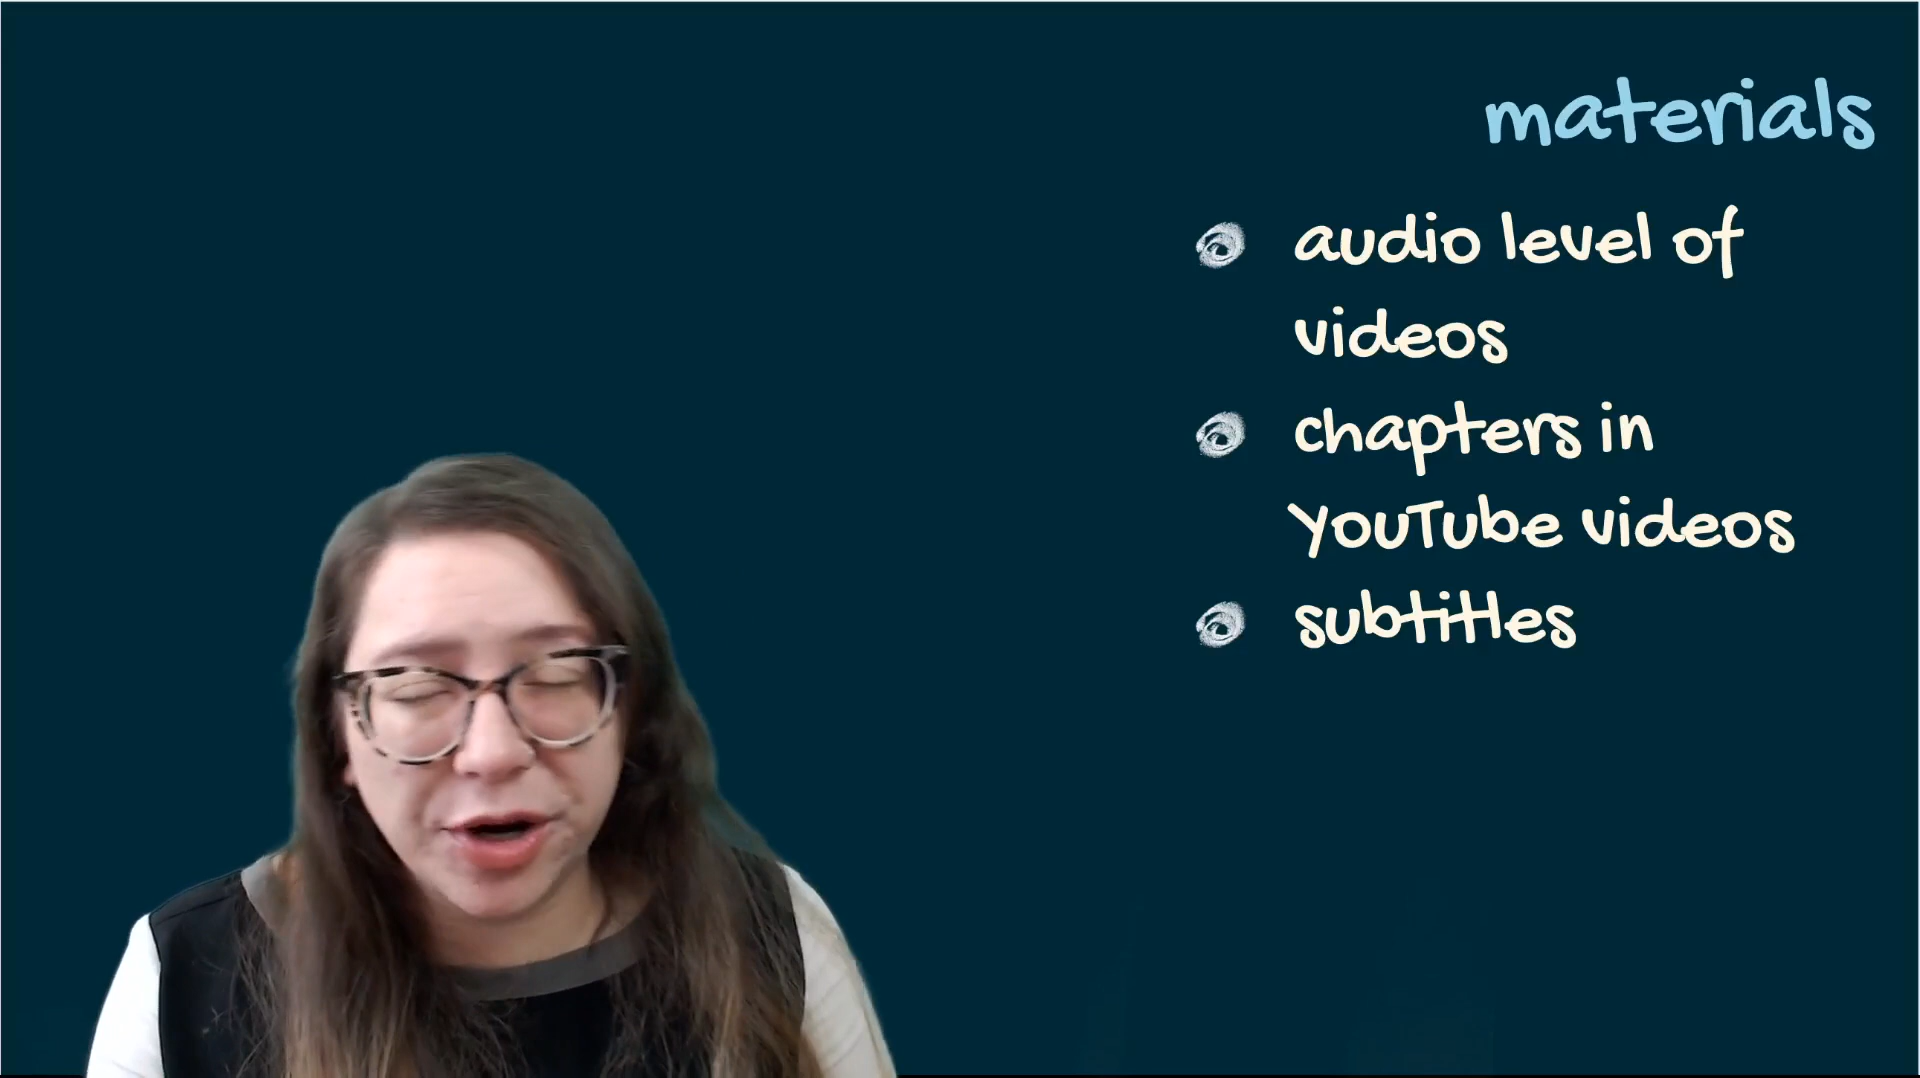 materials
audio level of
videos
chapters in
YouTube videos
subtitles